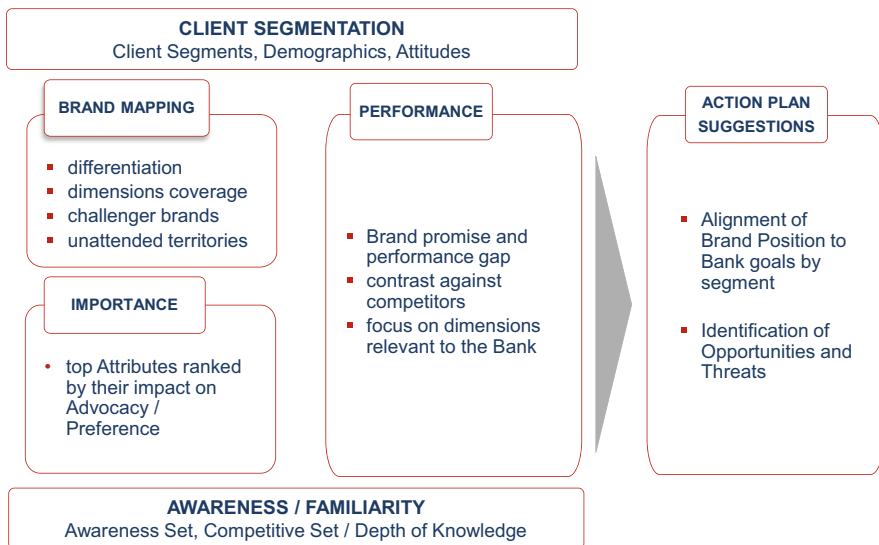 CLIENT SEGMENTATION
Client Segments, Demographics, Attitudes
BRAND MAPPING
differentiation
dimensions coverage
challenger brands
unattended territories
IMPORTANCE
top Attributes ranked
by their impact on
Advocacy /
Preference
PERFORMANCE
Brand promise and
performance gap
contrast against
competitors
focus on dimensions
relevant to the Bank
ACTION PLAN
SUGGESTIONS
Alignment of
Brand Position to
Bank goals by
segment
Identification of
Opportunities and
Threats
AWARENESS / FAMILIARITY
Awareness Set, Competitive Set / Depth of Knowledge